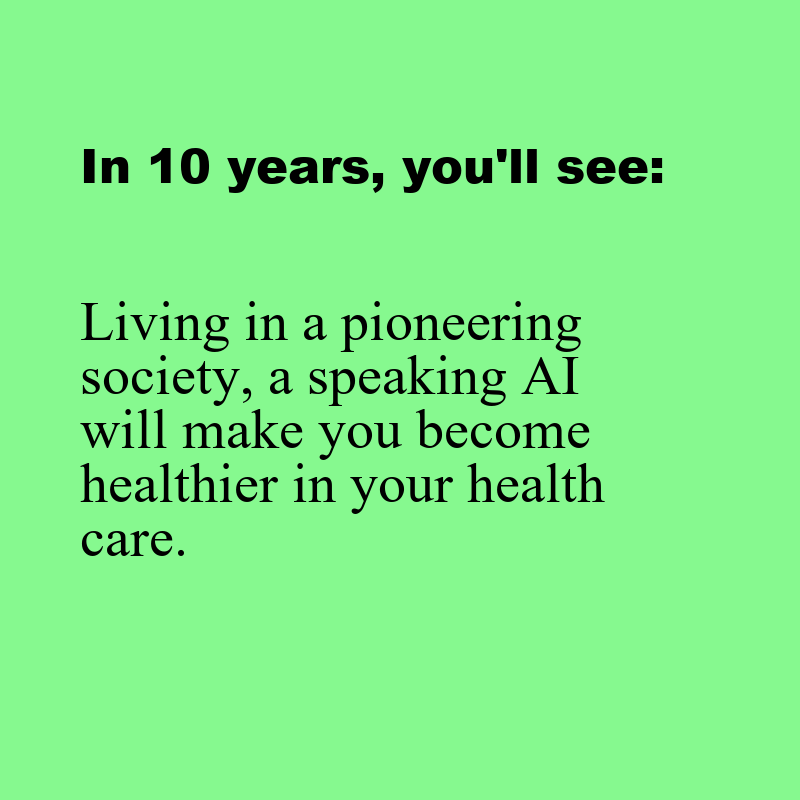 In 10 years, you'll see:
Living in a pioneering
society, a speaking AI
will make you become
healthier in your health
care.